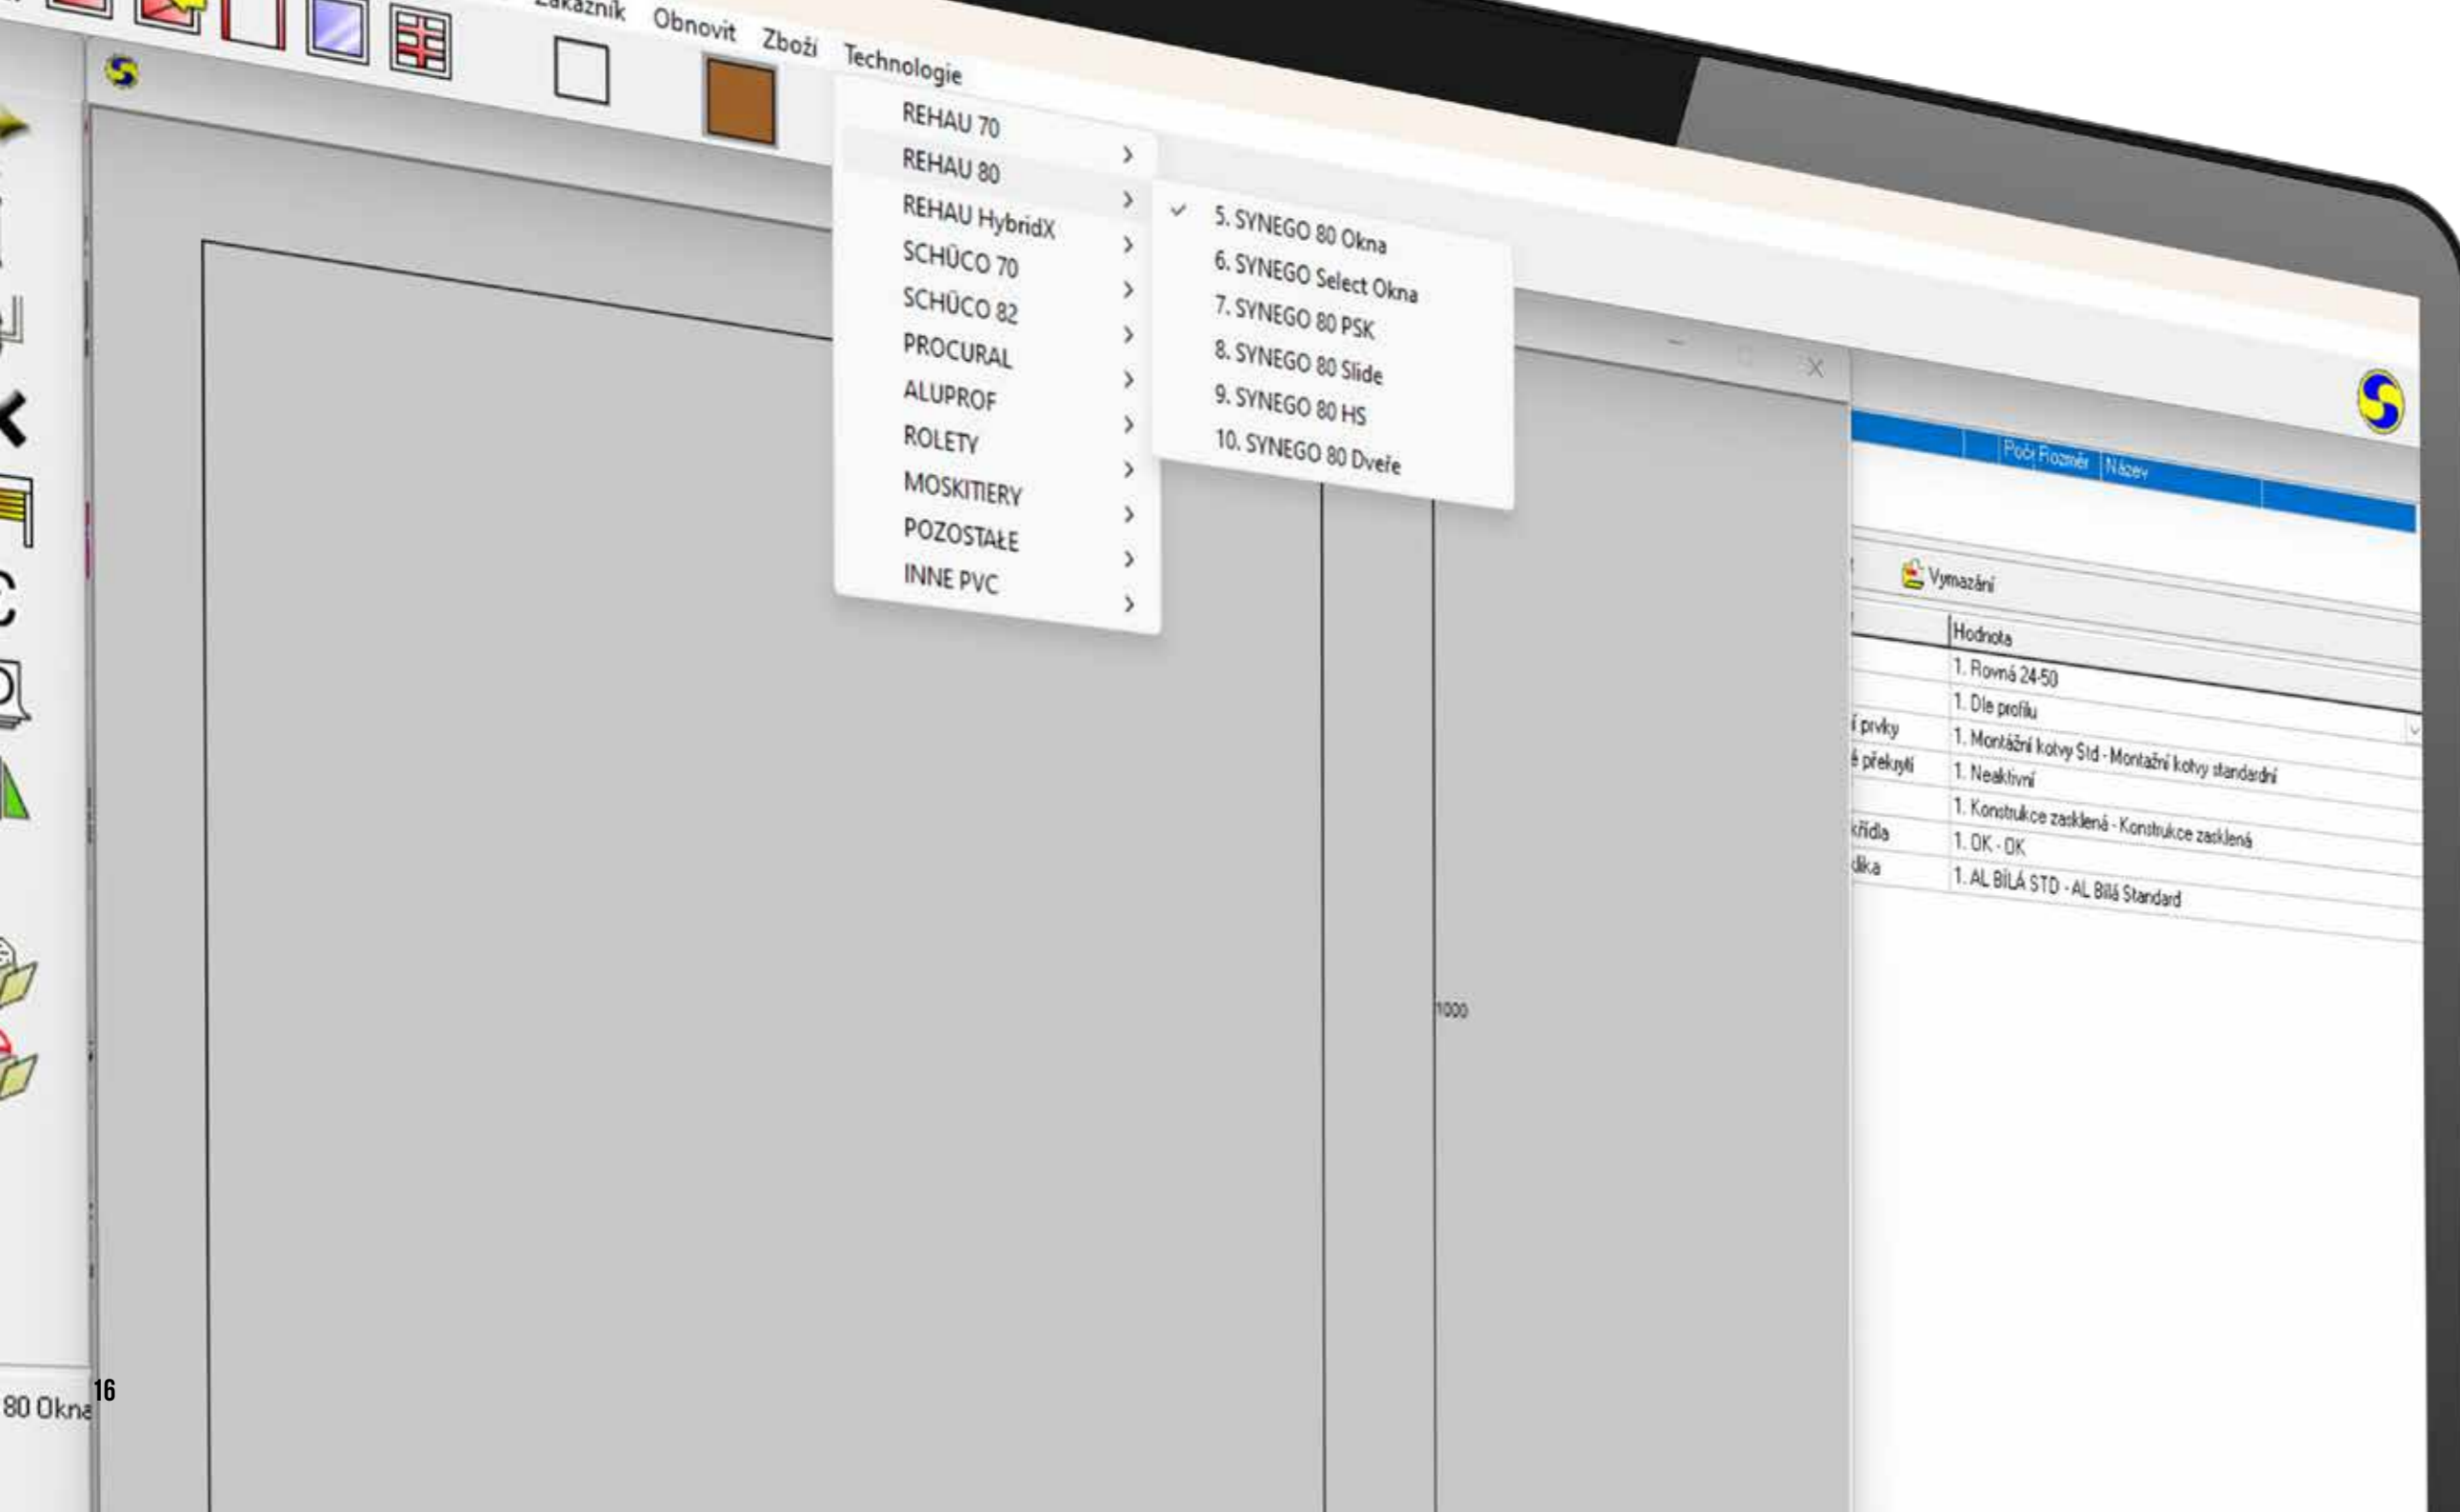 Zákazník Obnovit Zboží Technologie
REHAU 70
REHAU 80
REHAU HybridX
SCHÜCO 70
SCHÜCO 82
PROCURAL
ALUPROF
ROLETY
MOSKITIERY
POZOSTAŁE
INNE PVC
5. SYNEGO 80 Okna
6. SYNEGO Select Okna
7. SYNEGO 80 PSK
8. SYNEGO 80 Slide
9. SYNEGO 80 HS
10. SYNEGO 80 Dveře
Rozměr Název
Vymazání
Hodnota
1. Rovná 24-50
1. Dle profilu
í prvky 1. Montážní kotvy Std - Montažní kotvy standardní
é překrytí 1. Neaktivní
1. Konstrukce zasklená - Konstrukce zasklená
křídla 1. OK - OK
klika 1. AL BÍLÁ STD - AL Bílá Standard
1000
16
80 Okna